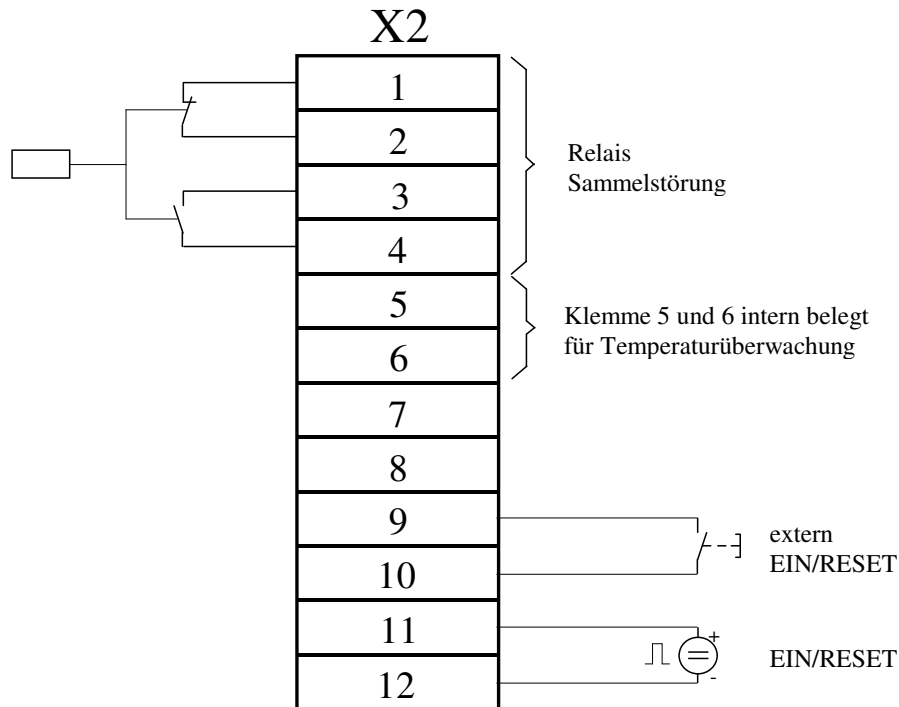 X2
1
2
3
4
5
6
7
8
9
10
11
12
Relais
Sammelstörung
Klemme 5 und 6 intern belegt
für Temperaturüberwachung
extern
EIN/RESET
+
-
EIN/RESET